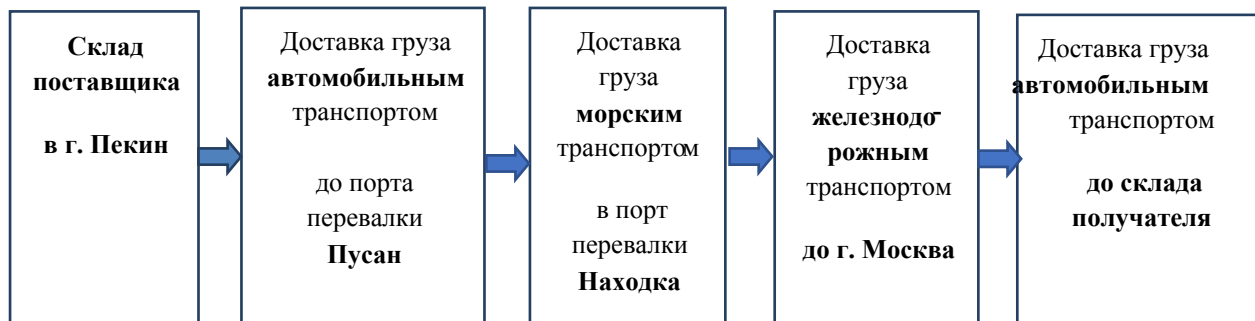 Склад
поставщика
в г. Пекин
Доставка груза
автомобильным
транспортом
до порта
перевалки
Пусан
Доставка
груза
морским
транспортом
в порт
перевалки
Находка
Доставка
груза
железнодо-
рожным
транспортом
до г. Москва
Доставка груза
автомобильным
транспортом
до склада
получателя